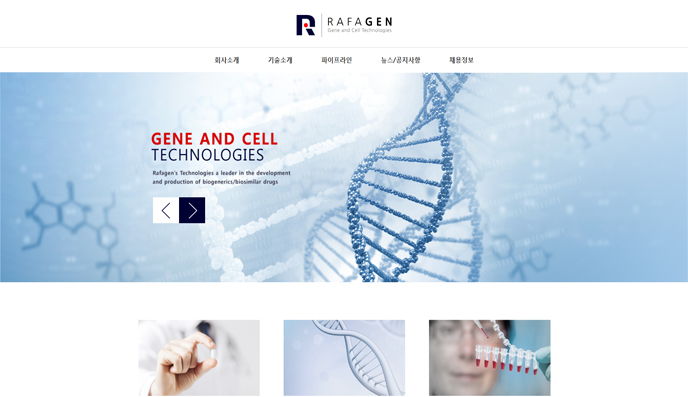 RAFAGEN
Gene and Cell Technologies
회사소개 기술소개 파이프라인 뉴스/공지사항 채용정보
GENE AND CELL
TECHNOLOGIES
Rafagen's Technologies a leader in the development
and production of biogenerics/biosimilar drugs